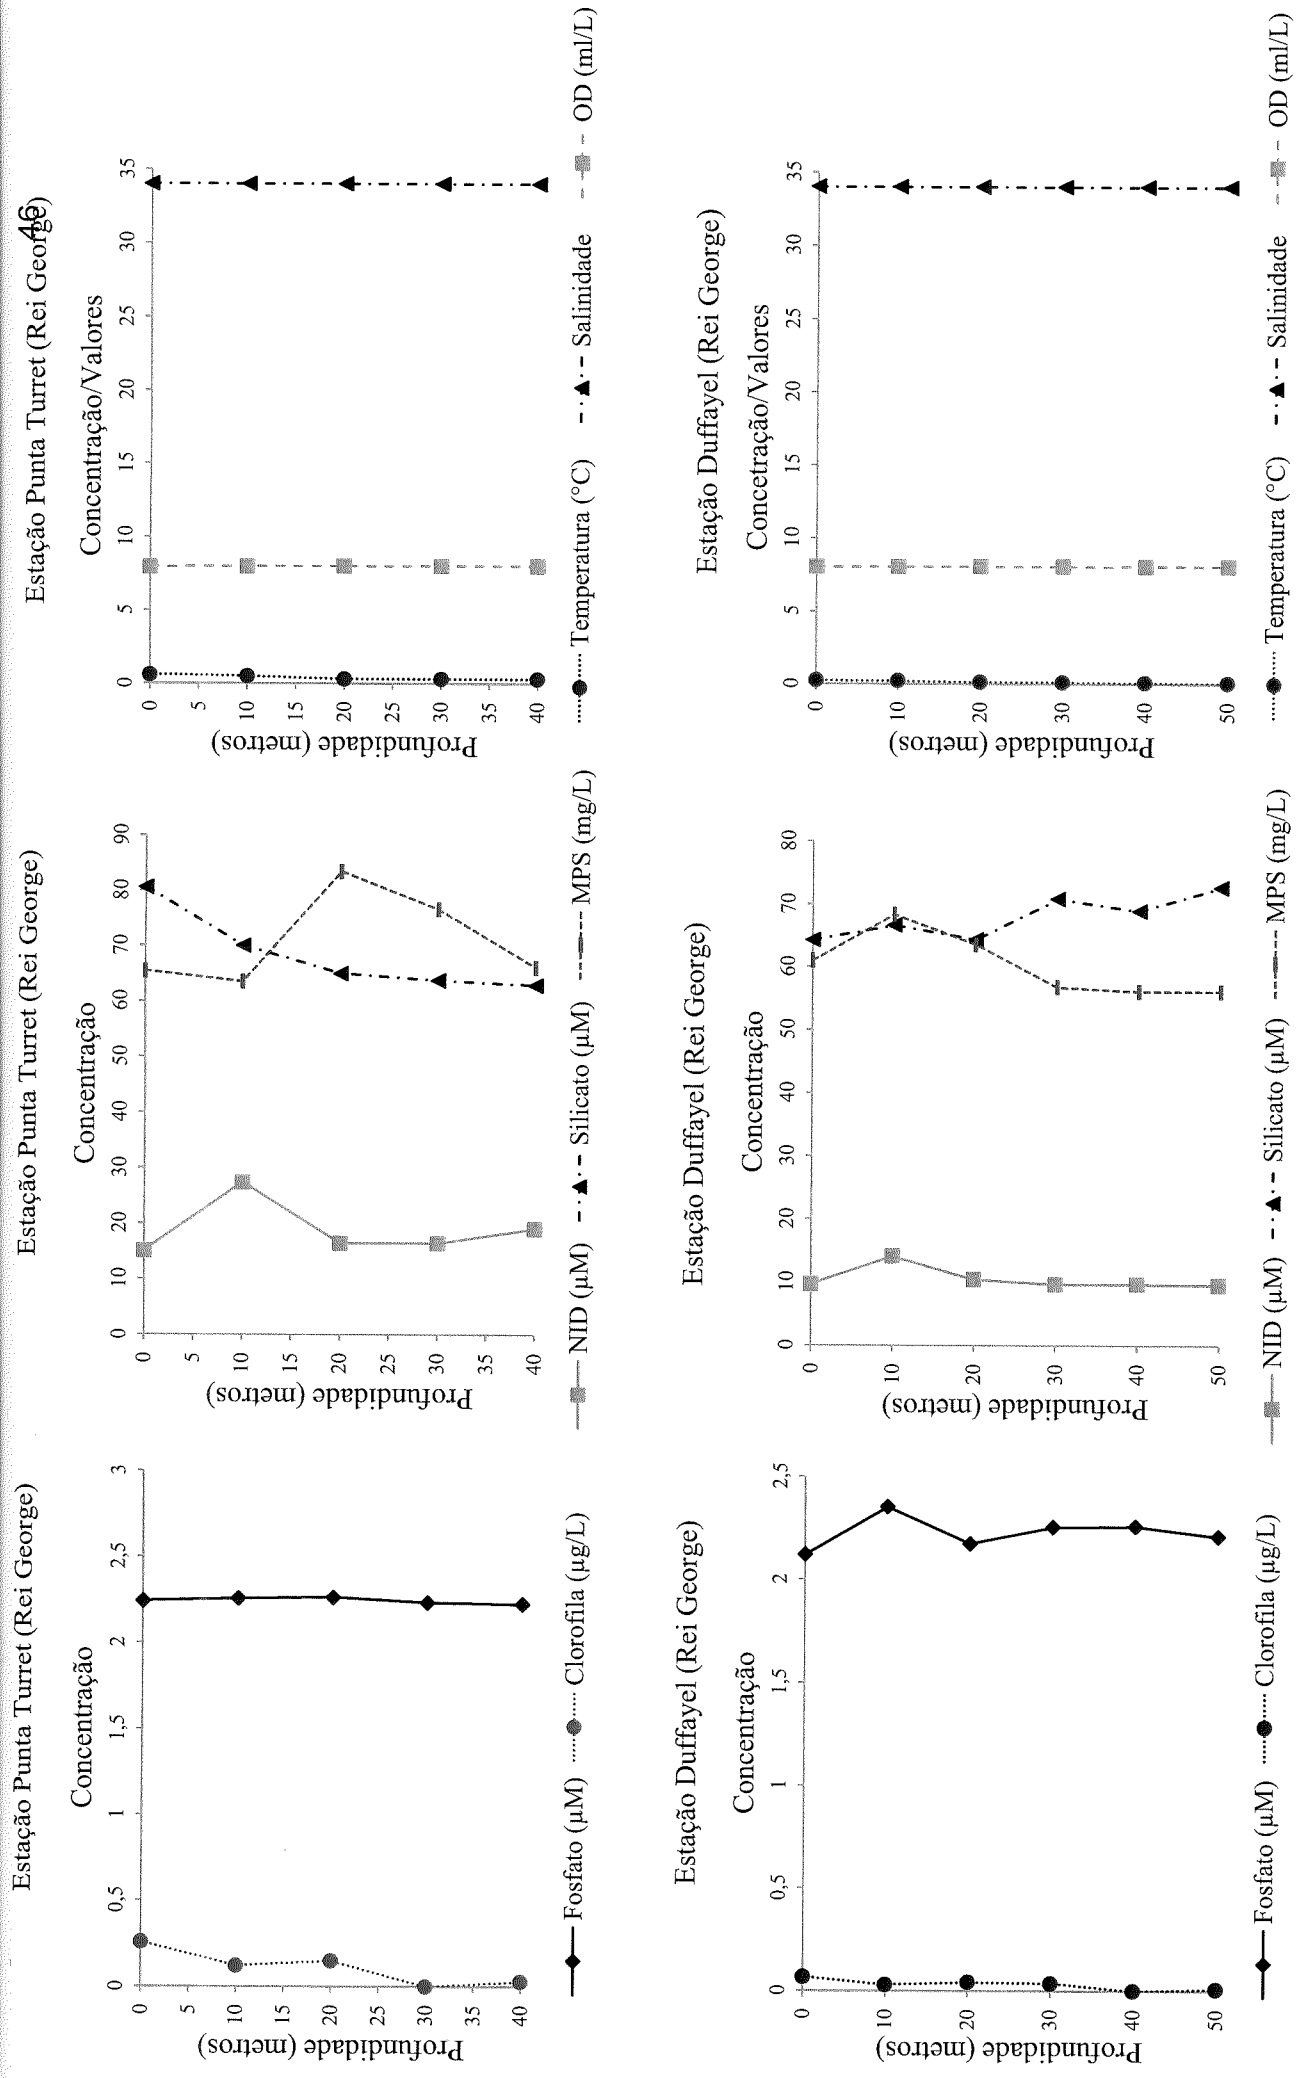 46
Estação Punta Turret (Rei George)
Concentração
0 0,5 1 1,5 2 2,5 3
Profundidade (metros)
0
5
10
15
20
25
30
35
40
Fosfato (µM) Clorofila (µg/L)
Estação Punta Turret (Rei George)
Concentração
0 10 20 30 40 50 60 70 80 90
Profundidade (metros)
0
5
10
15
20
25
30
35
40
NID (µM) Silicato (µM) MPS (mg/L)
Estação Punta Turret (Rei George)
Concentração/Valores
0 5 10 15 20 25 30 35
Profundidade (metros)
0
5
10
15
20
25
30
35
40
Temperatura (°C) Salinidade OD (ml/L)
Estação Duffayel (Rei George)
Concentração
0 0,5 1 1,5 2 2,5
Profundidade (metros)
0
10
20
30
40
50
Fosfato (µM) Clorofila (µg/L)
Estação Duffayel (Rei George)
Concentração
0 10 20 30 40 50 60 70 80
Profundidade (metros)
0
10
20
30
40
50
NID (µM) Silicato (µM) MPS (mg/L)
Estação Duffayel (Rei George)
Concetração/Valores
0 5 10 15 20 25 30 35
Profundidade (metros)
0
10
20
30
40
50
Temperatura (°C) Salinidade OD (ml/L)